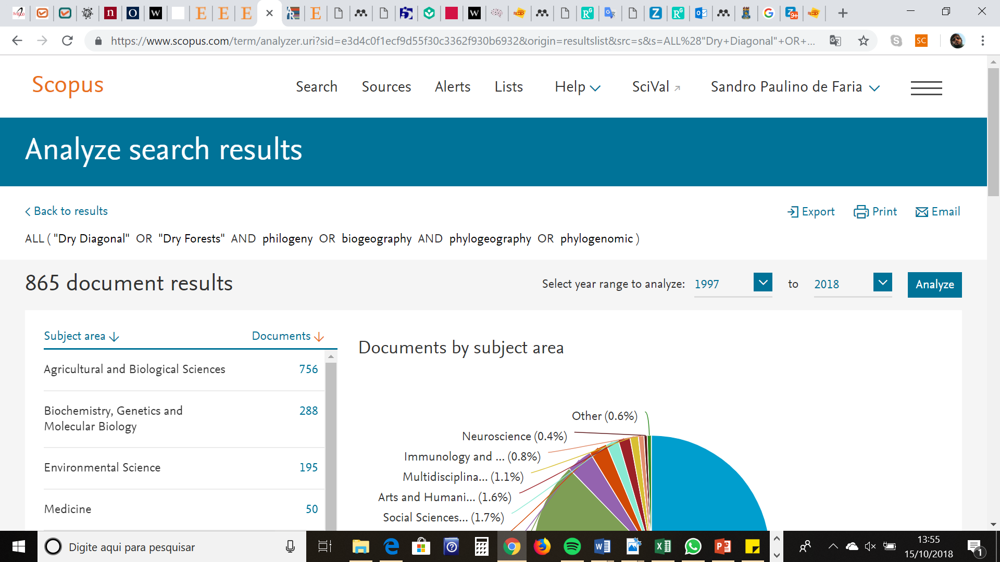 https://www.scopus.com/term/analyzer.uri?sid=e3d4c0f1ecf9d55f30c3362f930b6932&origin=resultslist&src=s&s=ALL%28"Dry+Diagonal"+OR+...
Scopus
Search Sources Alerts Lists Help SciVal Sandro Paulino de Faria
Analyze search results
Back to results
Export Print Email
ALL ( "Dry Diagonal" OR "Dry Forests" AND philogeny OR biogeography AND phylogeography OR phylogenomic )
865 document results
Select year range to analyze: 1997 to 2018 Analyze
Subject area Documents
Agricultural and Biological Sciences 756
Biochemistry, Genetics and
Molecular Biology 288
Environmental Science 195
Medicine 50
Documents by subject area
Other (0.6%)
Neuroscience (0.4%)
Immunology and ... (0.8%)
Multidisciplina... (1.1%)
Arts and Humani... (1.6%)
Social Sciences... (1.7%)
Digite aqui para pesquisar
13:55
15/10/2018
1